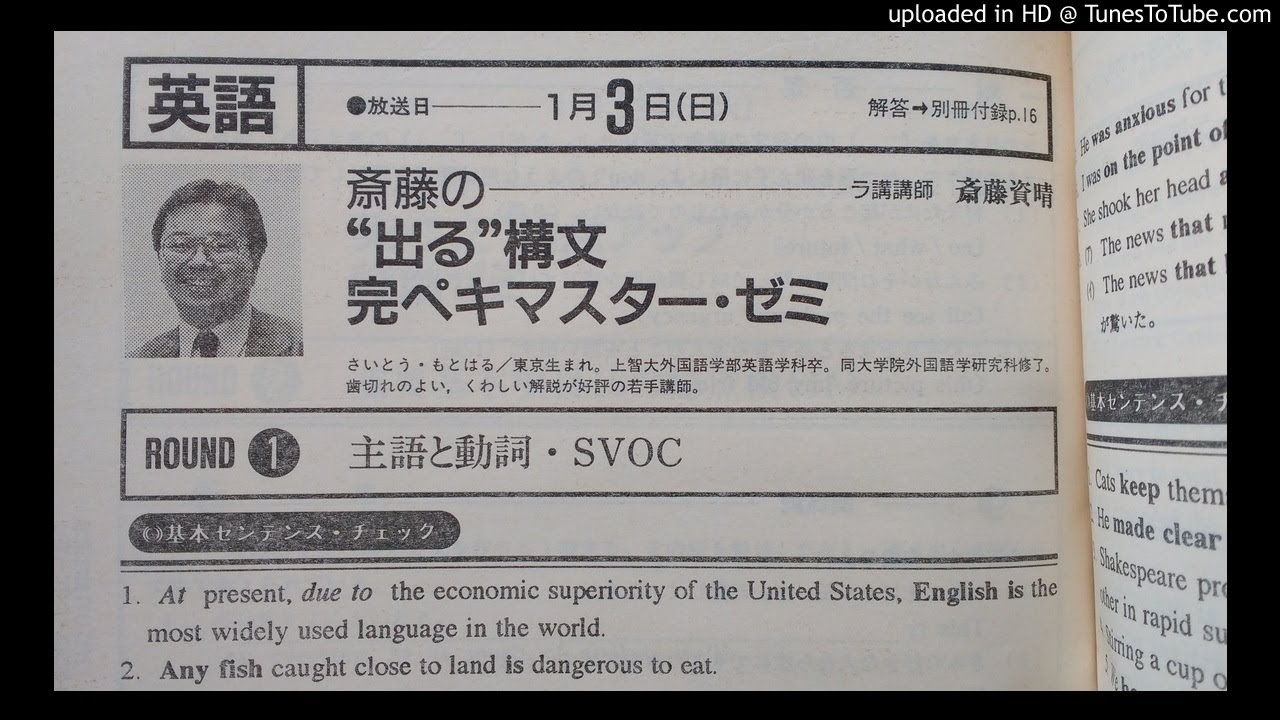 uploaded in HD @ TunesToTube.com
英語 ●放送日――1月3日(日) 解答➡別冊付録p.16
斎藤の――ラ講講師 斎藤資晴
“出る”構文
完ペキマスター・ゼミ
さいとう・もとはる／東京生まれ。上智大外国語学部英語学科卒。同大学院外国語学研究科修了。
歯切れのよい，くわしい解説が好評の若手講師。
ROUND 1 主語と動詞・SVOC
基本センテンス・チェック
1. At present, due to the economic superiority of the United States, English is the
most widely used language in the world.
2. Any fish caught close to land is dangerous to eat.
He was anxious for
I was on the point of
She shook her head
(ｱ) The news that
(ｲ) The news that
が驚いた。
基本センテンス・
Cats keep
He made clear
Shakespeare
other in rapid
Stirring a cup